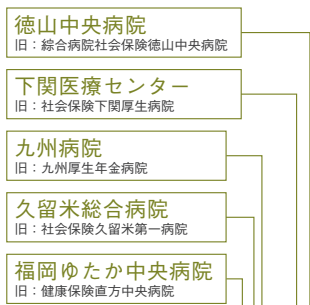 徳山中央病院
旧：綜合病院社会保険徳山中央病院
下関医療センター
旧：社会保険下関厚生病院
九州病院
旧：九州厚生年金病院
久留米総合病院
旧：社会保険久留米第一病院
福岡ゆたか中央病院
旧：健康保険直方中央病院